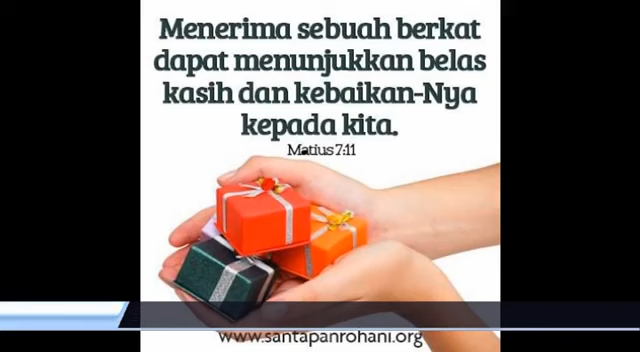 Menerima sebuah berkat
dapat menunjukkan belas
kasih dan kebaikan-Nya
kepada kita.
Matius 7:11
www.santapanrohani.org